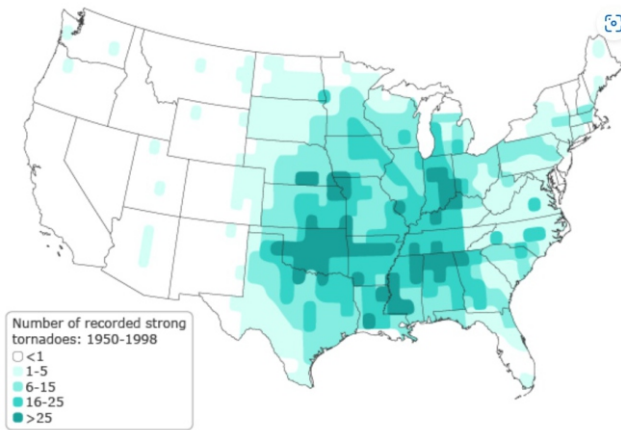 Number of recorded strong
tornadoes: 1950-1998
<1
1-5
6-15
16-25
>25